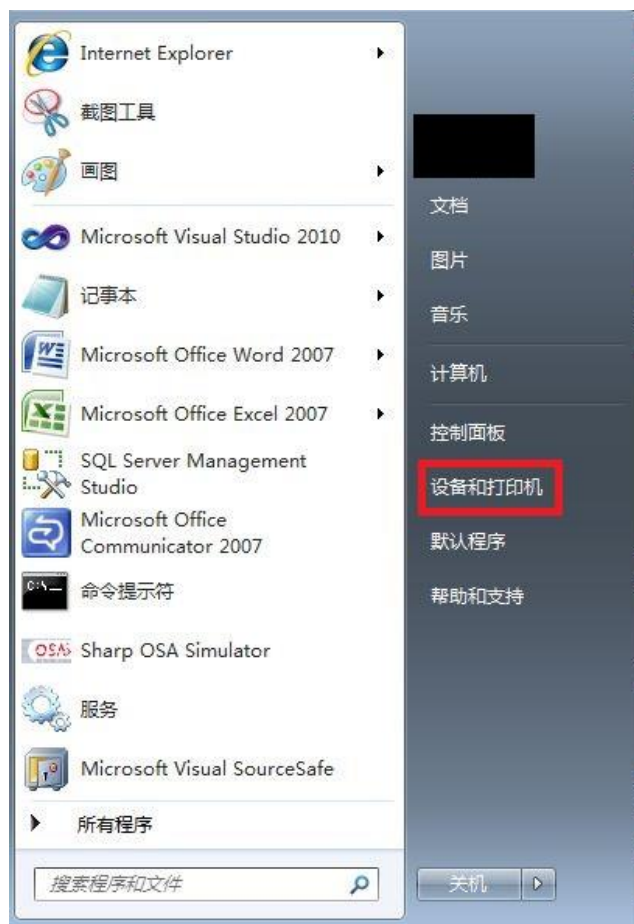 Internet Explorer
截图工具
画图
Microsoft Visual Studio 2010
记事本
Microsoft Office Word 2007
Microsoft Office Excel 2007
SQL Server Management
Studio
Microsoft Office
Communicator 2007
C:\_
命令提示符
OSA
Sharp OSA Simulator
服务
Microsoft Visual SourceSafe
所有程序
搜索程序和文件
文档
图片
音乐
计算机
控制面板
设备和打印机
默认程序
帮助和支持
关机